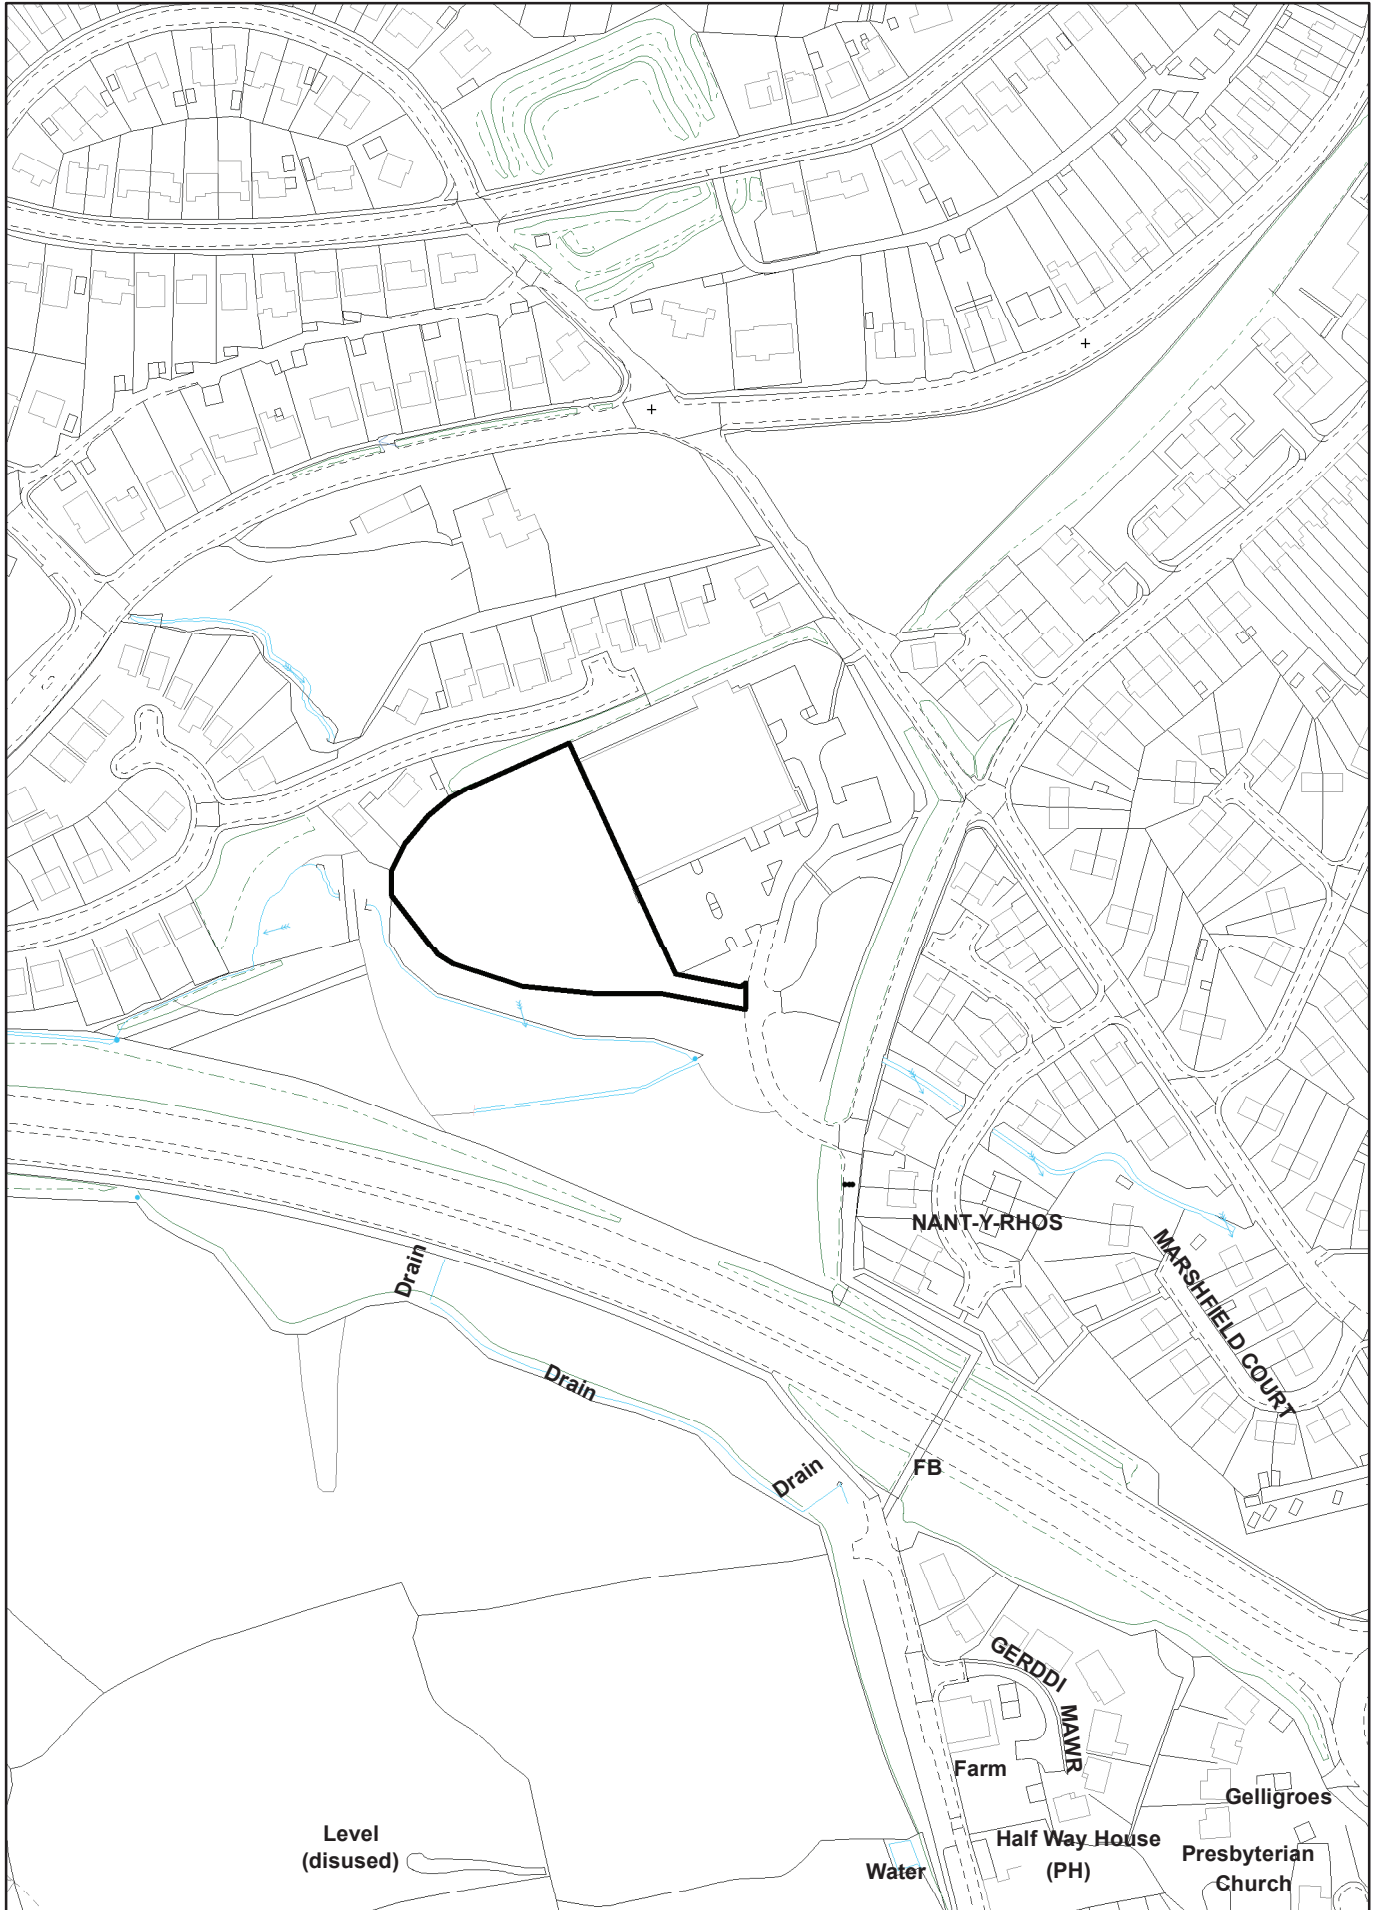 NANT-Y-RHOS
MARSHFIELD COURT
Drain
Drain
Drain
FB
GERDDI
MAWR
Farm
Gelligroes
Level
(disused)
Half Way House
(PH)
Water
Presbyterian
Church